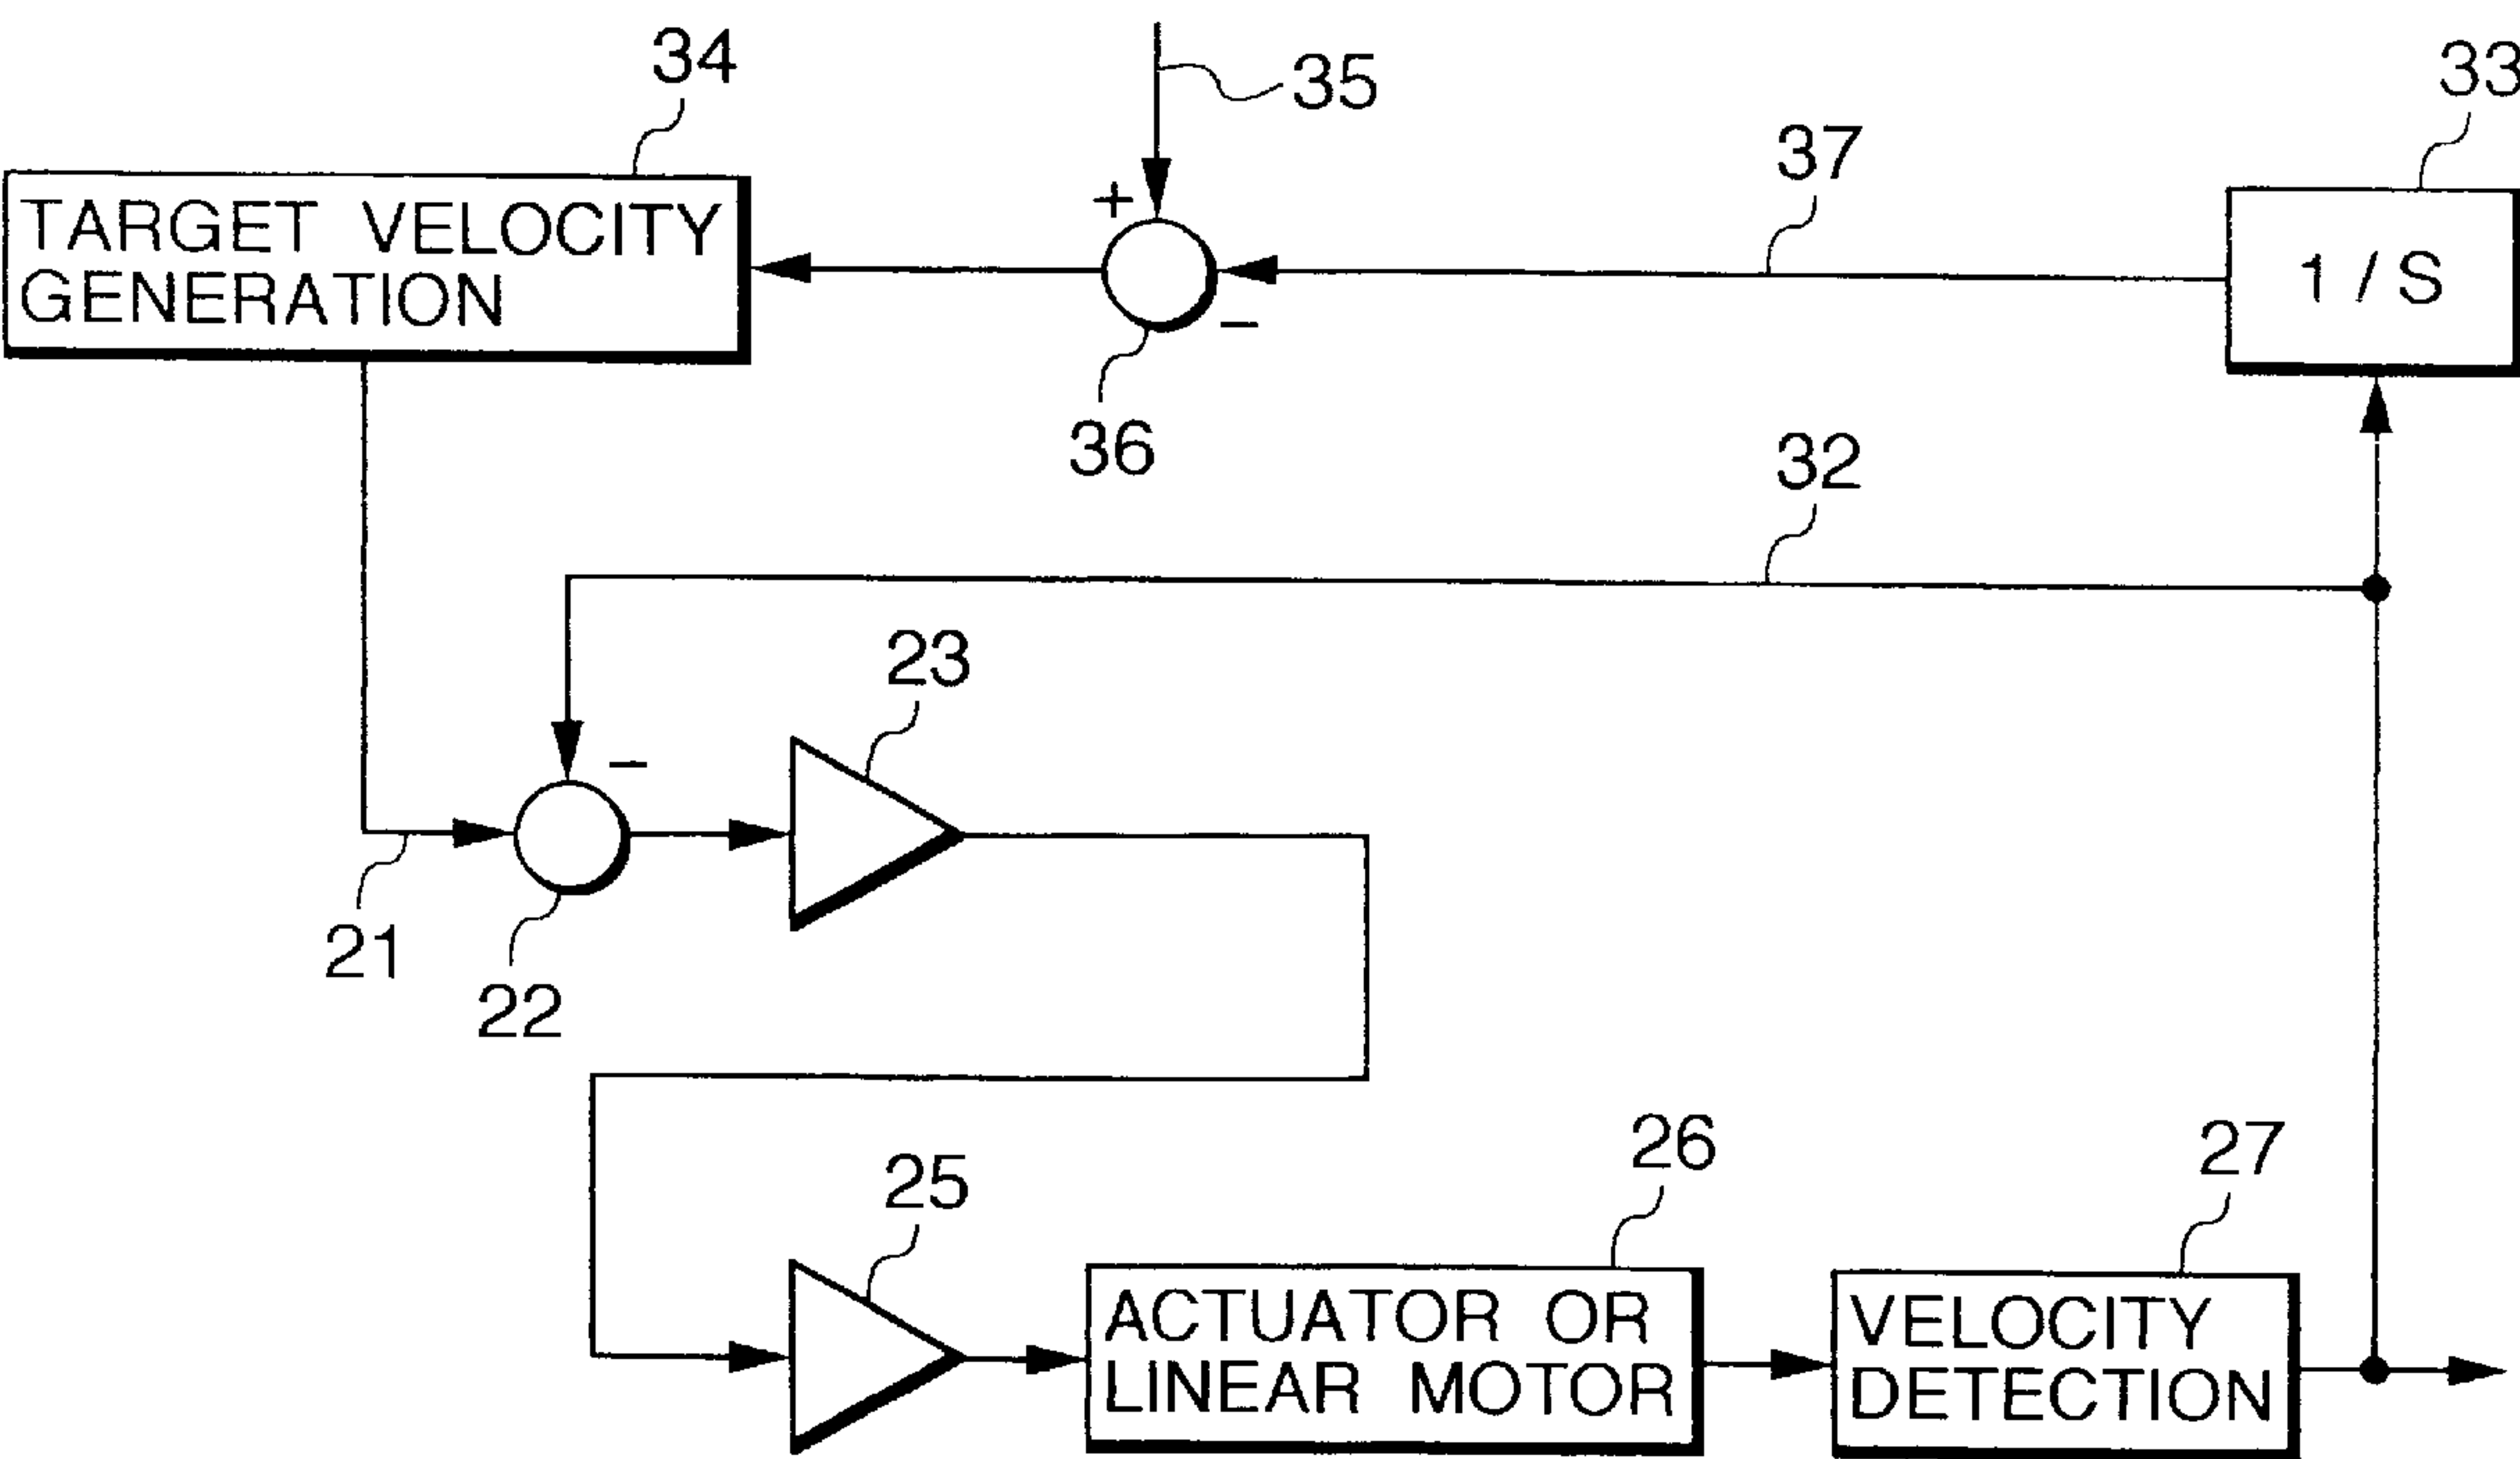 34
35
33
37
TARGET VELOCITY
GENERATION
+
1 / S
−
36
32
23
−
21
22
26
27
25
ACTUATOR OR
LINEAR MOTOR
VELOCITY
DETECTION